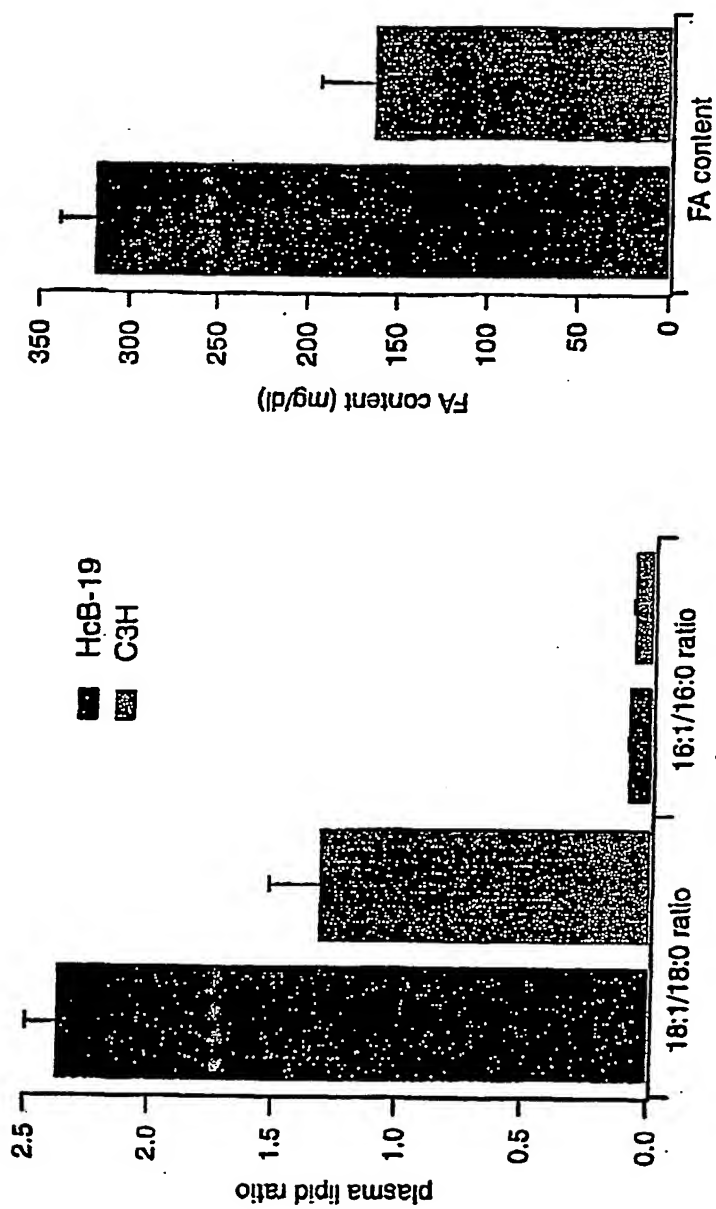 plasma lipid ratio
2.5
2.0
1.5
1.0
0.5
0.0
18:1/18:0 ratio
16:1/16:0 ratio
HcB-19
C3H
FA content (mg/dl)
350
300
250
200
150
100
50
0
FA content